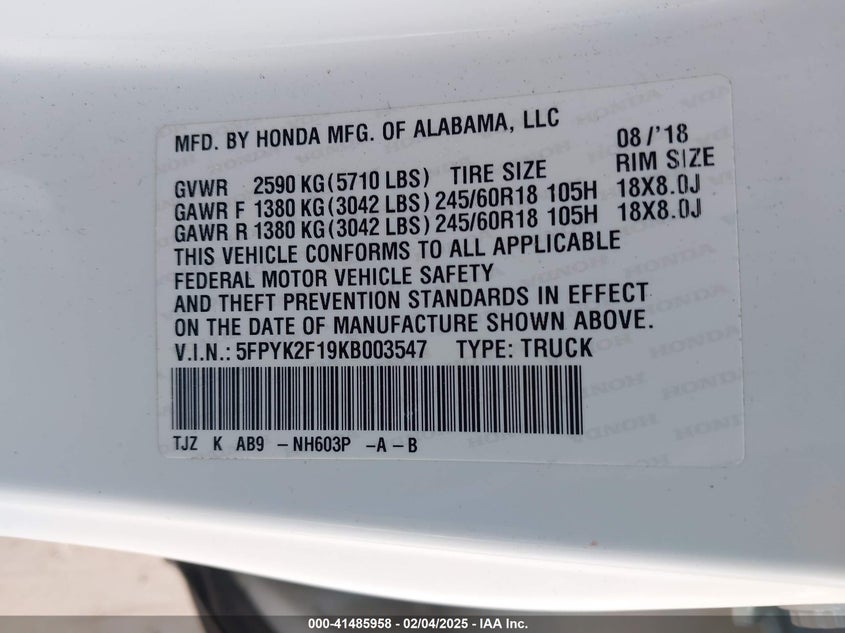 MFD. BY HONDA MFG. OF ALABAMA, LLC 08/'18
GVWR 2590 KG(5710 LBS) TIRE SIZE RIM SIZE
GAWR F 1380 KG(3042 LBS) 245/60R18 105H 18X8.0J
GAWR R 1380 KG(3042 LBS) 245/60R18 105H 18X8.0J
THIS VEHICLE CONFORMS TO ALL APPLICABLE
FEDERAL MOTOR VEHICLE SAFETY
AND THEFT PREVENTION STANDARDS IN EFFECT
ON THE DATE OF MANUFACTURE SHOWN ABOVE.
V.I.N.: 5FPYK2F19KB003547 TYPE: TRUCK
TJZ K AB9 -NH603P -A-B
000-41485958 - 02/04/2025 - IAA Inc.